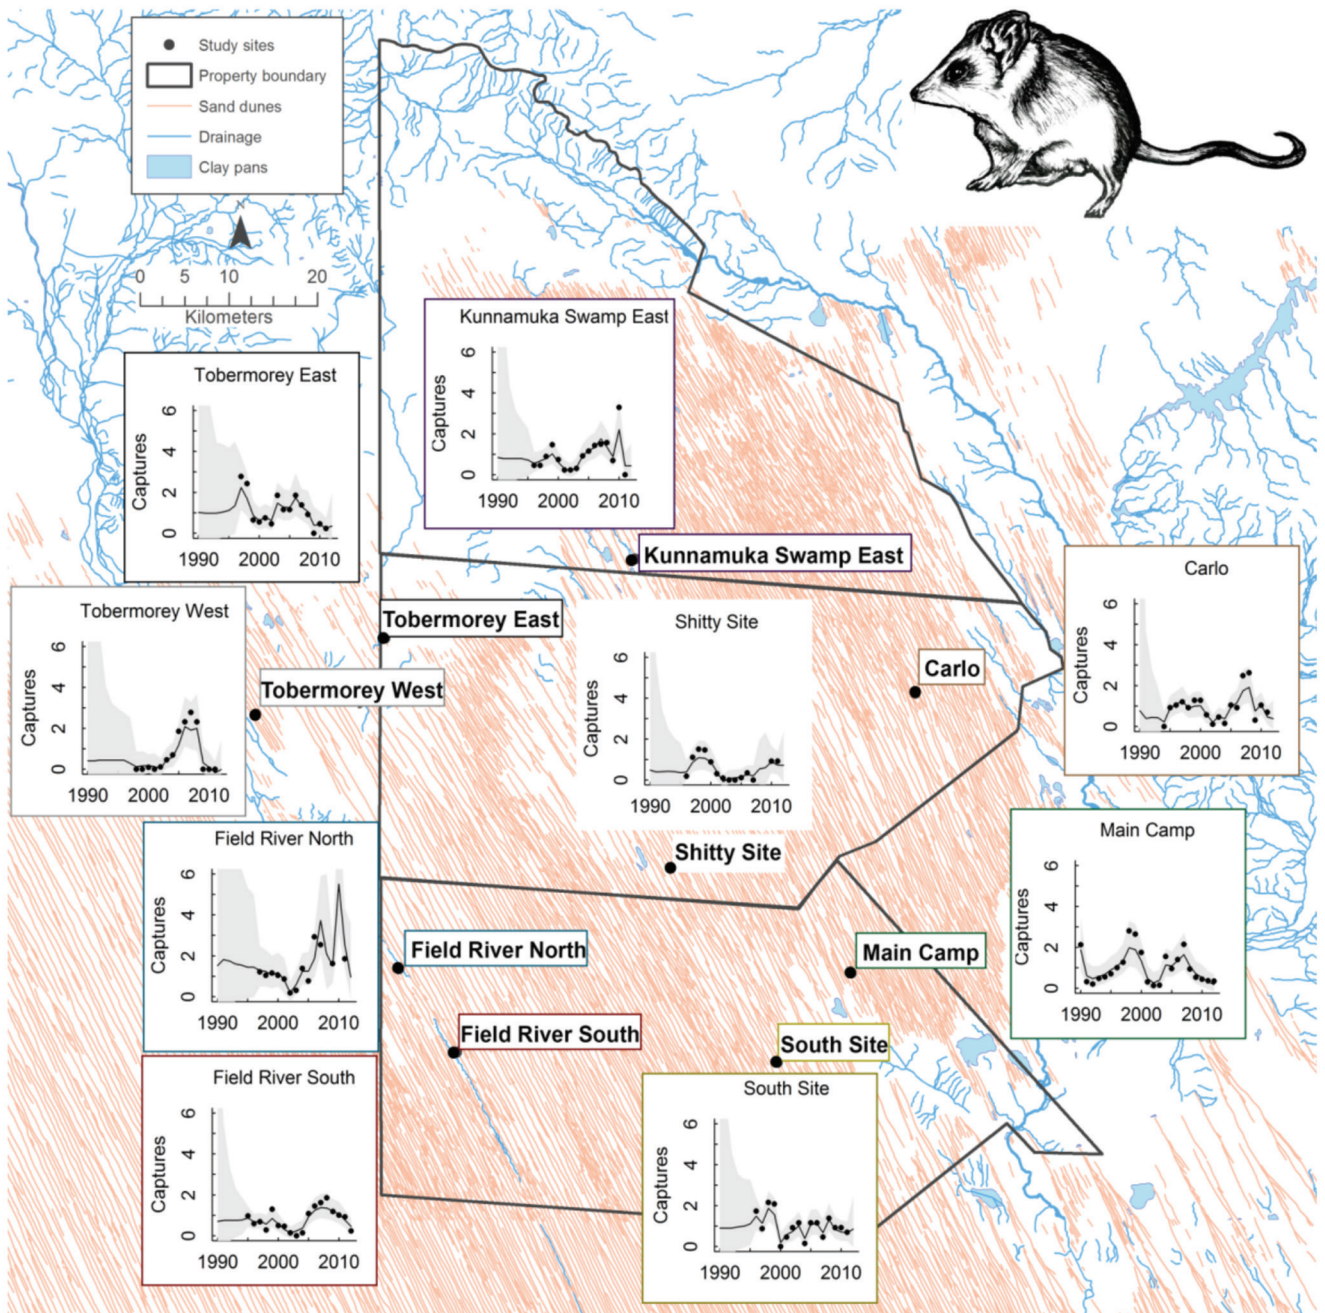 Study sites
Property boundary
Sand dunes
Drainage
Clay pans
N
0 5 10 20
Kilometers
Kunnamuka Swamp East
Captures
6
4
2
0
1990 2000 2010
Tobermorey East
Captures
6
4
2
0
1990 2000 2010
Kunnamuka Swamp East
Carlo
Captures
6
4
2
0
1990 2000 2010
Tobermorey West
Captures
6
4
2
0
1990 2000 2010
Tobermorey East
Shitty Site
Captures
6
4
2
0
1990 2000 2010
Tobermorey West
Carlo
Field River North
Captures
6
4
2
0
1990 2000 2010
Shitty Site
Main Camp
Captures
6
4
2
0
1990 2000 2010
Field River North
Main Camp
Field River South
South Site
Field River South
Captures
6
4
2
0
1990 2000 2010
South Site
Captures
6
4
2
0
1990 2000 2010